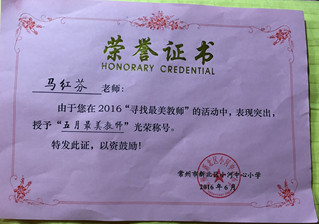 荣誉证书
HONORARY CREDENTIAL
马红芬 老师:
由于您在2016“寻找最美教师”的活动中,表现突出,
授予“五月最美教师”光荣称号。
特发此证,以资鼓励!
常州市新北区小河中心小学
2016年6月